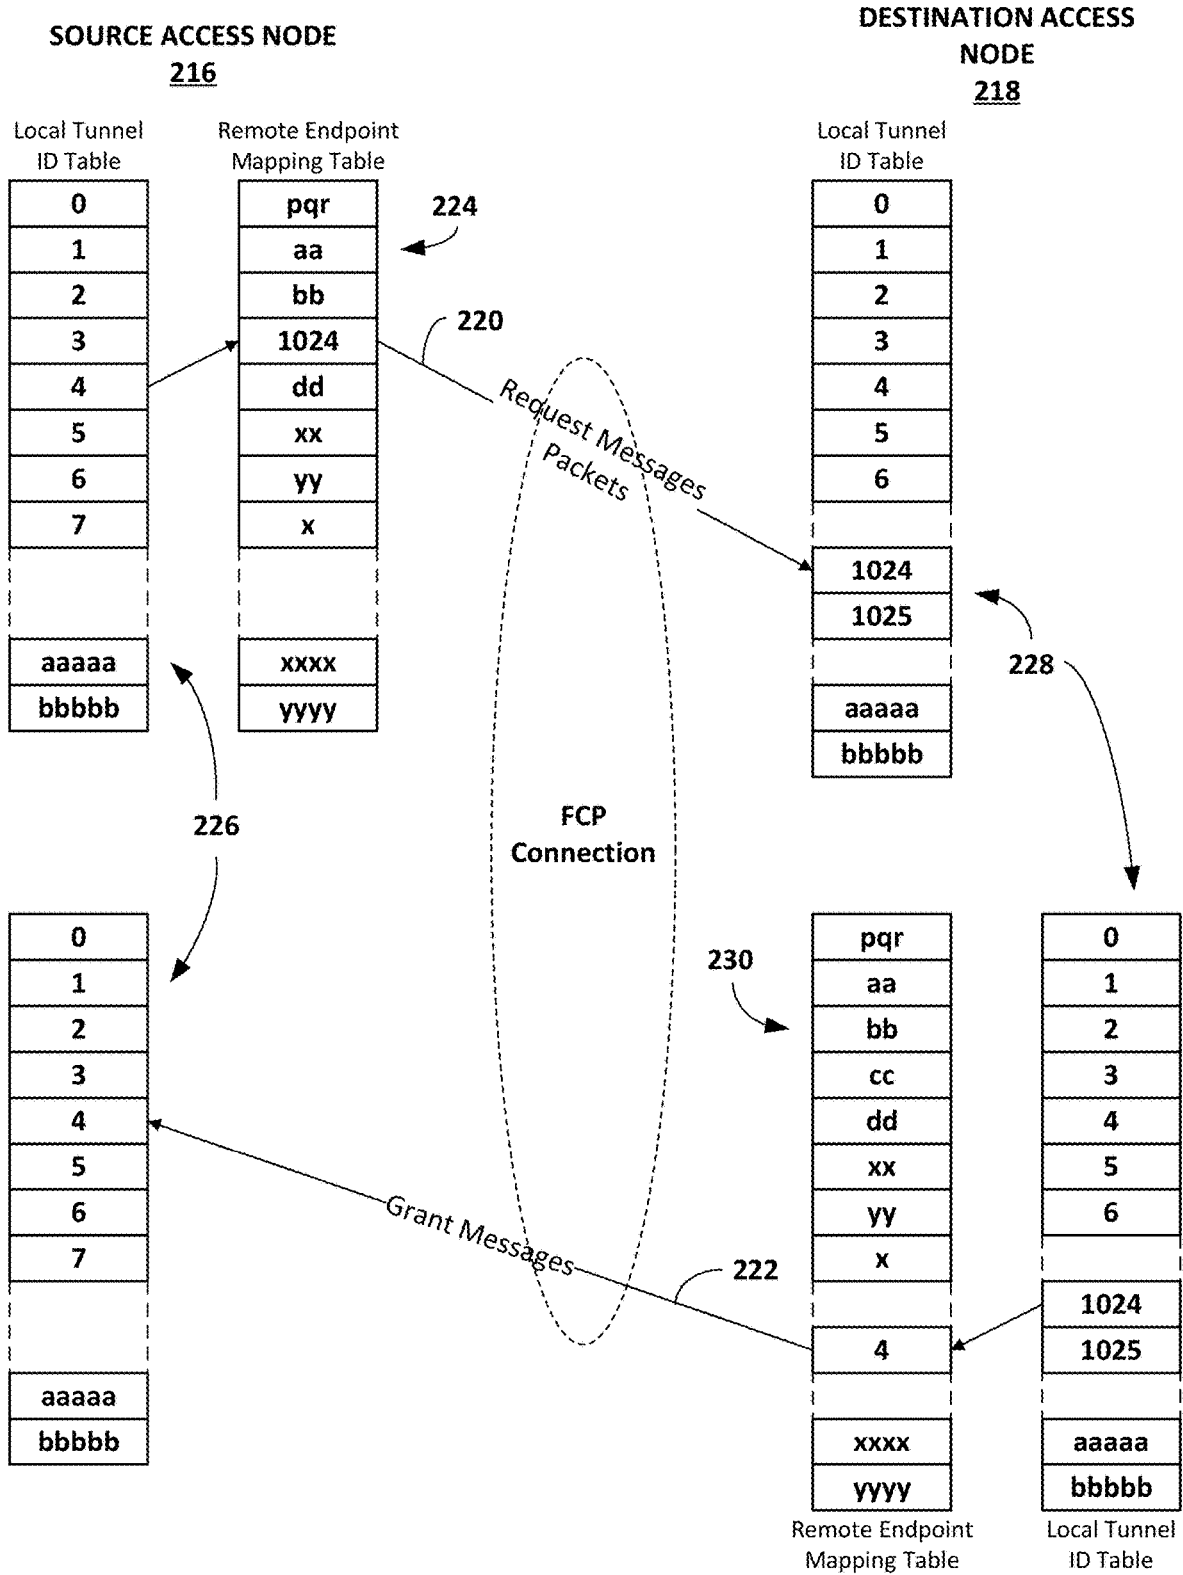 SOURCE ACCESS NODE
216
DESTINATION ACCESS
NODE
218
Local Tunnel
ID Table
0
1
2
3
4
5
6
7
aaaaa
bbbbb
Remote Endpoint
Mapping Table
pqr
aa
bb
1024
dd
xx
yy
x
xxxx
yyyy
224
220
Request Messages
Packets
Local Tunnel
ID Table
0
1
2
3
4
5
6
1024
1025
aaaaa
bbbbb
228
226
FCP
Connection
0
1
2
3
4
5
6
7
aaaaa
bbbbb
Grant Messages
222
230
pqr
aa
bb
cc
dd
xx
yy
x
4
xxxx
yyyy
Remote Endpoint
Mapping Table
0
1
2
3
4
5
6
1024
1025
aaaaa
bbbbb
Local Tunnel
ID Table